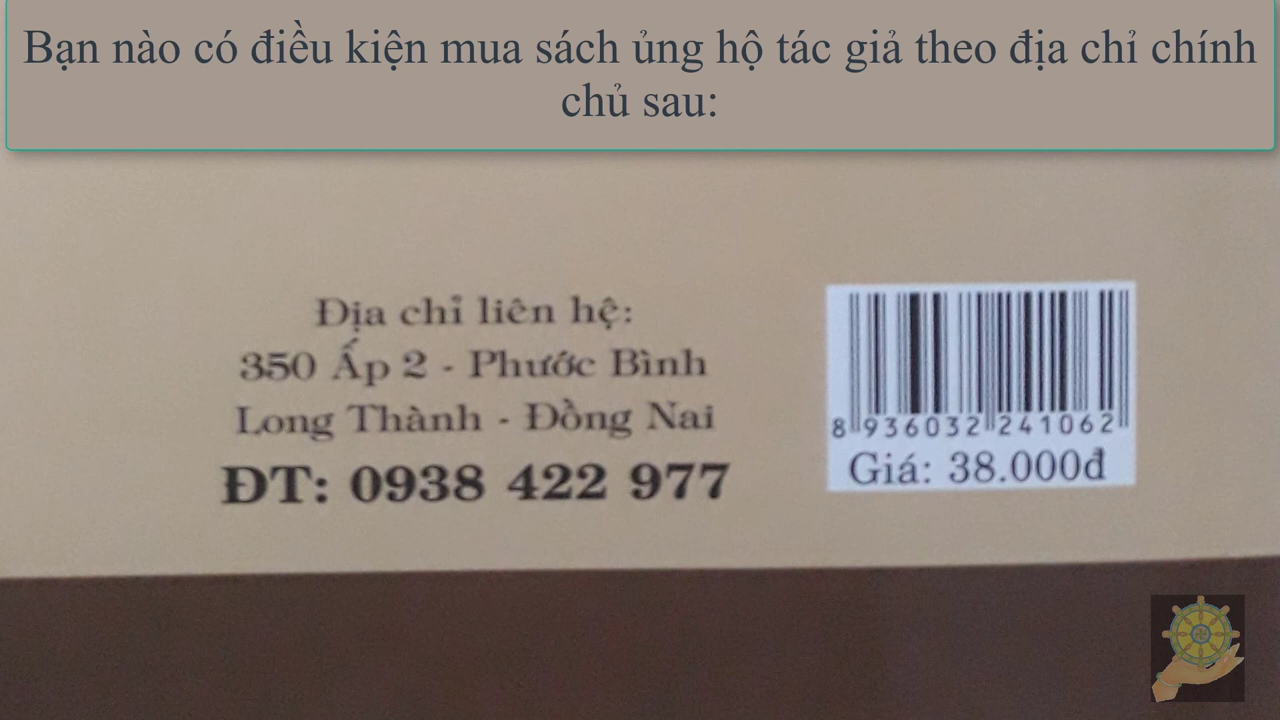 Bạn nào có điều kiện mua sách ủng hộ tác giả theo địa chỉ chính
chủ sau:
Địa chỉ liên hệ:
350 Ấp 2 - Phước Bình
Long Thành - Đồng Nai
ĐT: 0938 422 977
8 936032 241062
Giá: 38.000đ